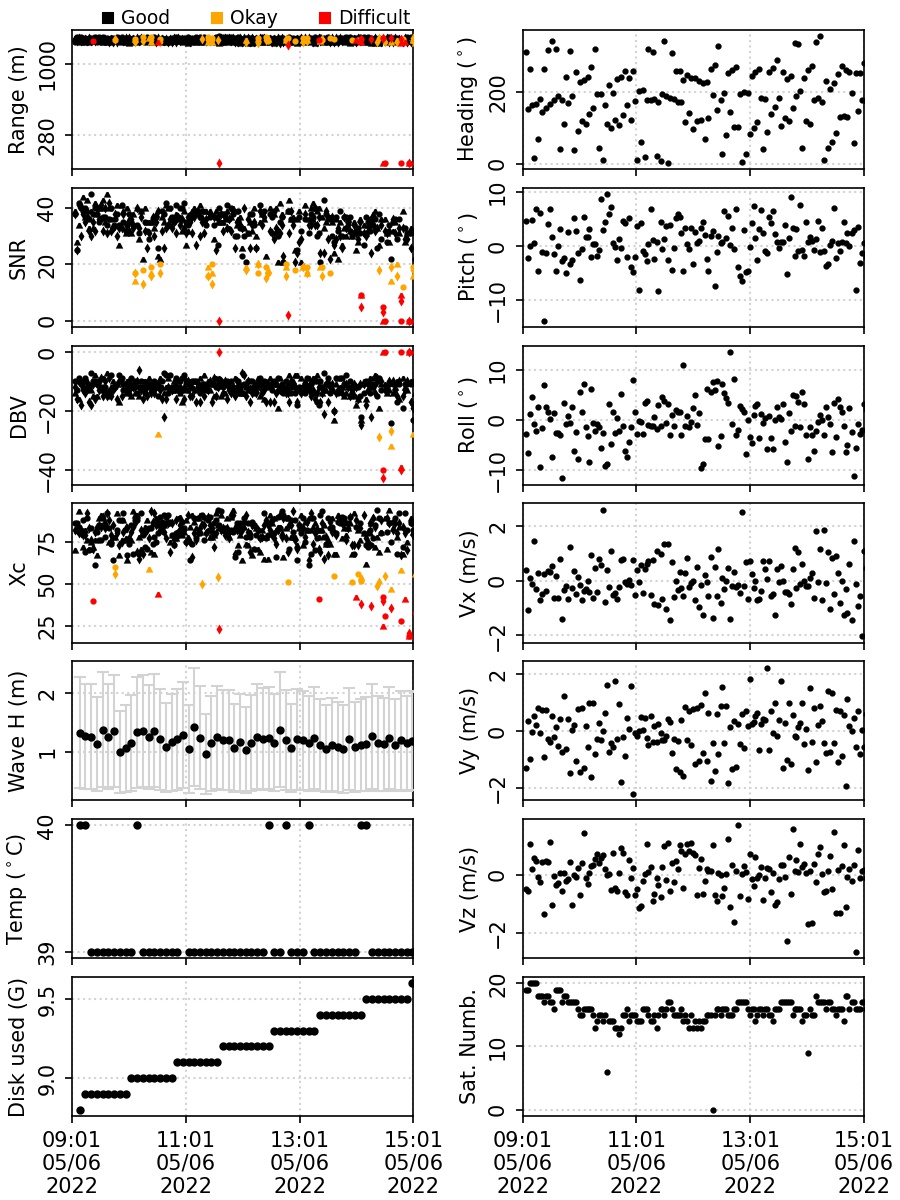 Good Okay Difficult
Range (m)
1000
280
Heading (°)
200
0
SNR
40
20
0
Pitch (°)
10
0
−10
DBV
0
−20
−40
Roll (°)
10
0
−10
Xc
75
50
25
Vx (m/s)
2
0
−2
Wave H (m)
2
1
Vy (m/s)
2
0
−2
Temp (°C)
40
39
Vz (m/s)
0
−2
Disk used (G)
9.5
9.0
Sat. Numb.
20
10
0
09:01 11:01 13:01 15:01 09:01 11:01 13:01 15:01
05/06 05/06 05/06 05/06 05/06 05/06 05/06 05/06
2022 2022 2022 2022 2022 2022 2022 2022